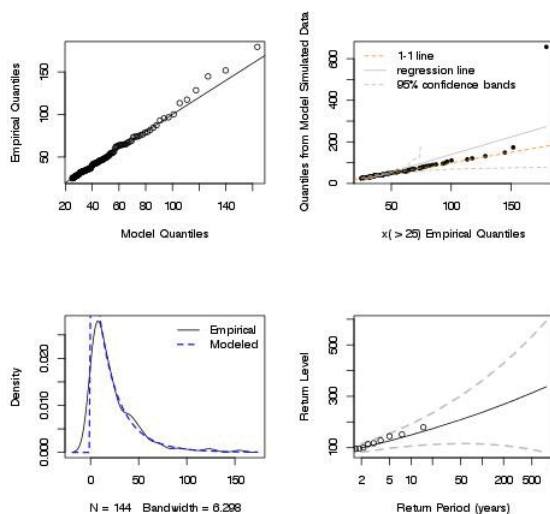 Empirical Quantiles
150
100
50
20 40 60 80 100 140
Model Quantiles
Quantiles from Model Simulated Data
600
400
200
0
1-1 line
regression line
95% confidence bands
50 100 150
x( > 25) Empirical Quantiles
Density
0.020
0.010
0.000
Empirical
Modeled
0 50 100 150
N = 144 Bandwidth = 6.298
Return Level
500
300
100
2 5 10 50 200 500
Return Period (years)